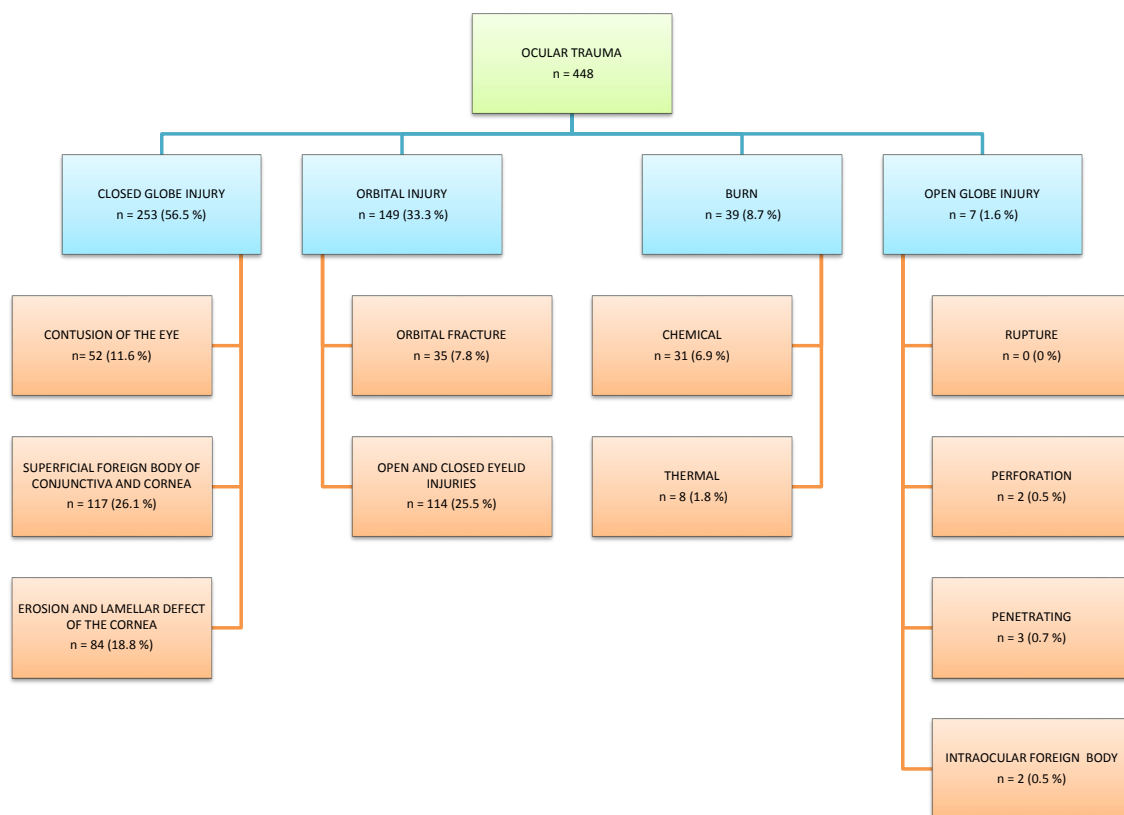 OCULAR TRAUMA
n = 448
CLOSED GLOBE INJURY
n = 253 (56.5 %)
ORBITAL INJURY
n = 149 (33.3 %)
BURN
n = 39 (8.7 %)
OPEN GLOBE INJURY
n = 7 (1.6 %)
CONTUSION OF THE EYE
n= 52 (11.6 %)
SUPERFICIAL FOREIGN BODY OF
CONJUNCTIVA AND CORNEA
n = 117 (26.1 %)
EROSION AND LAMELLAR DEFECT
OF THE CORNEA
n = 84 (18.8 %)
ORBITAL FRACTURE
n = 35 (7.8 %)
OPEN AND CLOSED EYELID
INJURIES
n = 114 (25.5 %)
CHEMICAL
n = 31 (6.9 %)
THERMAL
n = 8 (1.8 %)
RUPTURE
n = 0 (0 %)
PERFORATION
n = 2 (0.5 %)
PENETRATING
n = 3 (0.7 %)
INTRAOCULAR FOREIGN BODY
n = 2 (0.5 %)